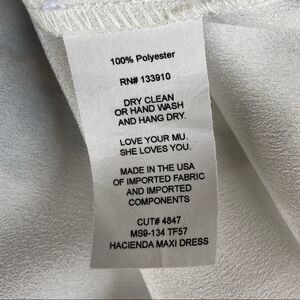 100% Polyester
RN# 133910
DRY CLEAN
OR HAND WASH
AND HANG DRY.
LOVE YOUR MU.
SHE LOVES YOU.
MADE IN THE USA
OF IMPORTED FABRIC
AND IMPORTED
COMPONENTS
CUT# 4847
MS9-134 TF57
HACIENDA MAXI DRESS